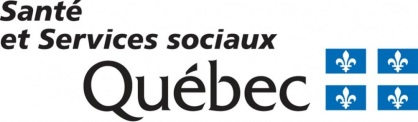 Santé
et Services sociaux
Québec